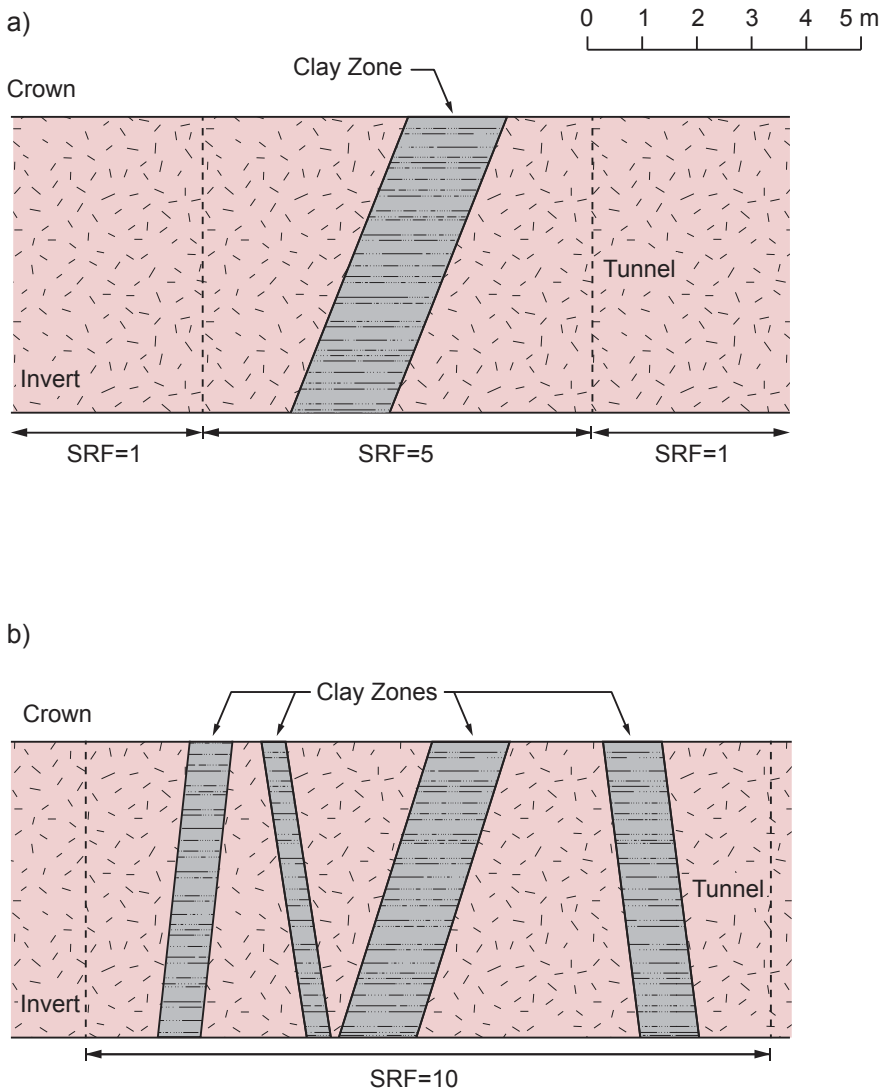 a)
0 1 2 3 4 5 m
Clay Zone
Crown
Tunnel
Invert
SRF=1 SRF=5 SRF=1
b)
Clay Zones
Crown
Tunnel
Invert
SRF=10